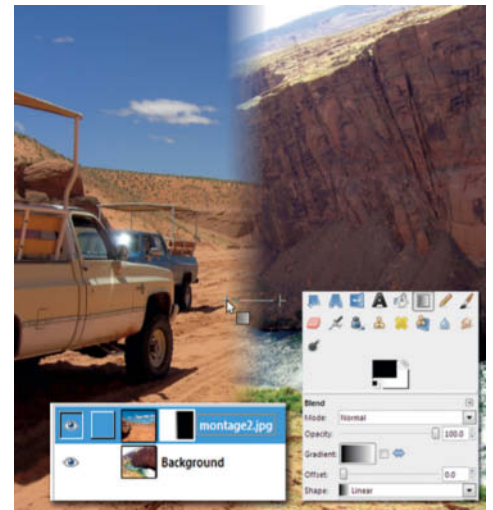 montage2.jpg
Background
Blend
Mode: Normal
Opacity: 100.0
Gradient:
Offset: 0.0
Shape: Linear